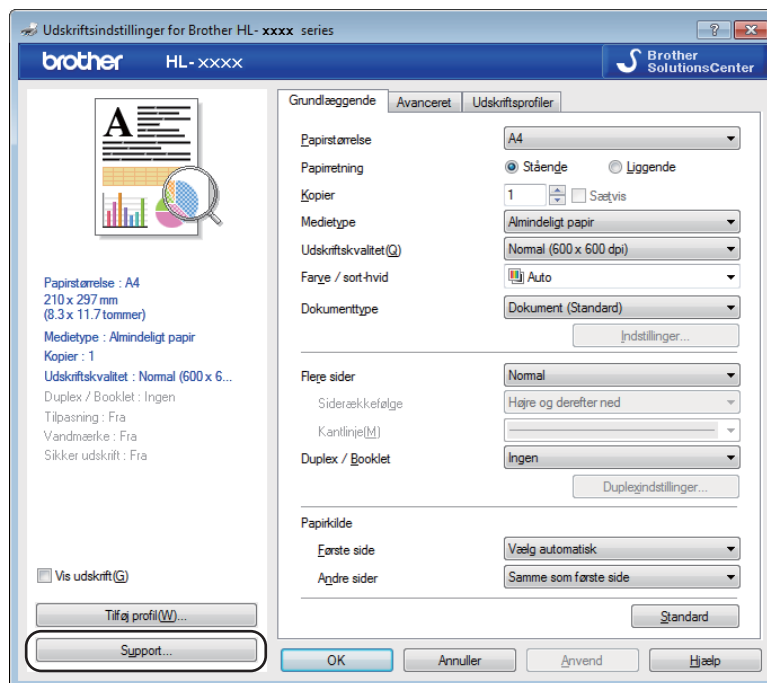 Udskriftsindstillinger for Brother HL- xxxx series
brother HL-xxxx
Brother
SolutionsCenter
A
Papirstørrelse : A4
210 x 297 mm
(8.3 x 11.7 tommer)
Medietype : Almindeligt papir
Kopier : 1
Udskriftskvalitet : Normal (600 x 6...
Duplex / Booklet : Ingen
Tilpasning : Fra
Vandmærke : Fra
Sikker udskrift : Fra
Vis udskrift(G)
Tilføj profil(W)...
Support...
Grundlæggende Avanceret Udskriftsprofiler
Papirstørrelse A4
Papirretning Stående Liggende
Kopier 1 Sætvis
Medietype Almindeligt papir
Udskriftskvalitet(Q) Normal (600 x 600 dpi)
Farve / sort-hvid Auto
Dokumenttype Dokument (Standard)
Indstillinger...
Flere sider Normal
Siderækkefølge Højre og derefter ned
Kantlinje(M)
Duplex / Booklet Ingen
Duplexindstillinger...
Papirkilde
Første side Vælg automatisk
Andre sider Samme som første side
Standard
OK Annuller Anvend Hjælp